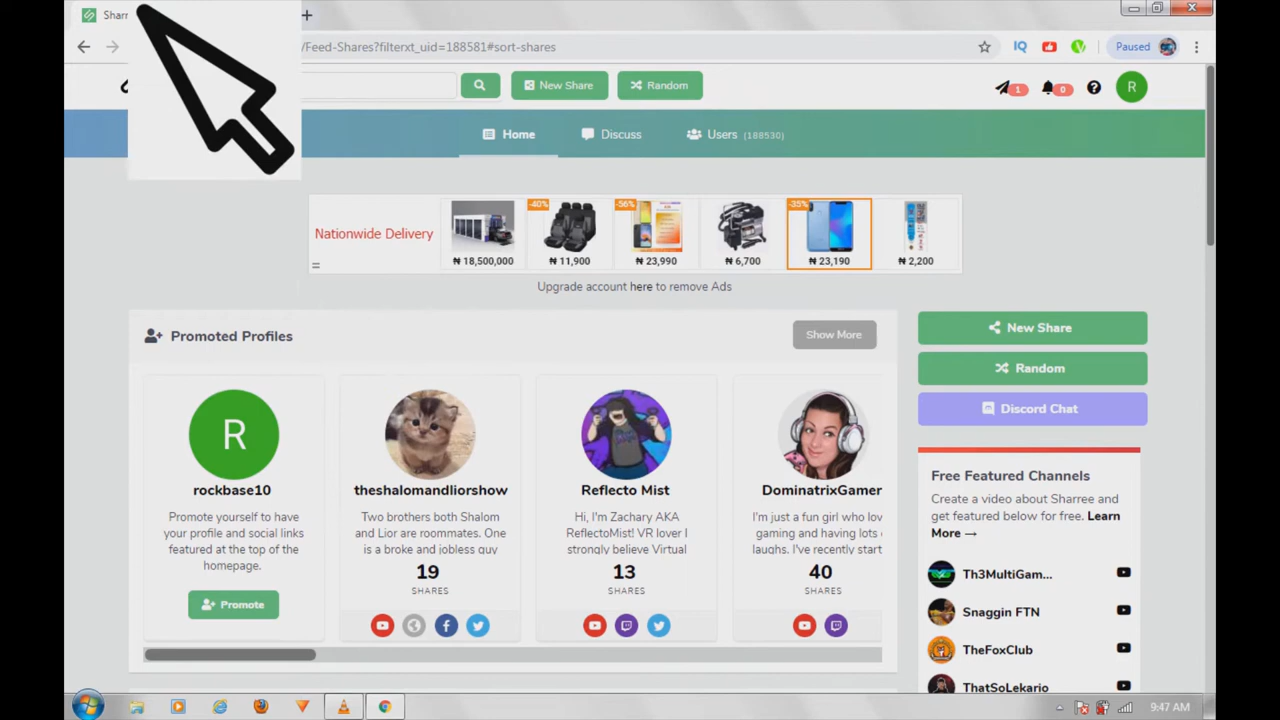 Sharr
/Feed-Shares?filterxt_uid=188581#sort-shares
IQ
Paused
New Share
Random
1
0
R
Home
Discuss
Users (188530)
Nationwide Delivery
₦ 18,500,000
-40%
₦ 11,900
-56%
₦ 23,990
₦ 6,700
-35%
₦ 23,190
₦ 2,200
Upgrade account here to remove Ads
Promoted Profiles
Show More
R
rockbase10
Promote yourself to have
your profile and social links
featured at the top of the
homepage.
Promote
theshalomandliorshow
Two brothers both Shalom
and Lior are roommates. One
is a broke and jobless guy
19
SHARES
Reflecto Mist
Hi, I'm Zachary AKA
ReflectoMist! VR lover I
strongly believe Virtual
13
SHARES
DominatrixGamer
I'm just a fun girl who lov
gaming and having lots
laughs. I've recently start
40
SHARES
New Share
Random
Discord Chat
Free Featured Channels
Create a video about Sharree and
get featured below for free. Learn
More →
Th3MultiGam...
Snaggin FTN
TheFoxClub
ThatSoLekario
9:47 AM